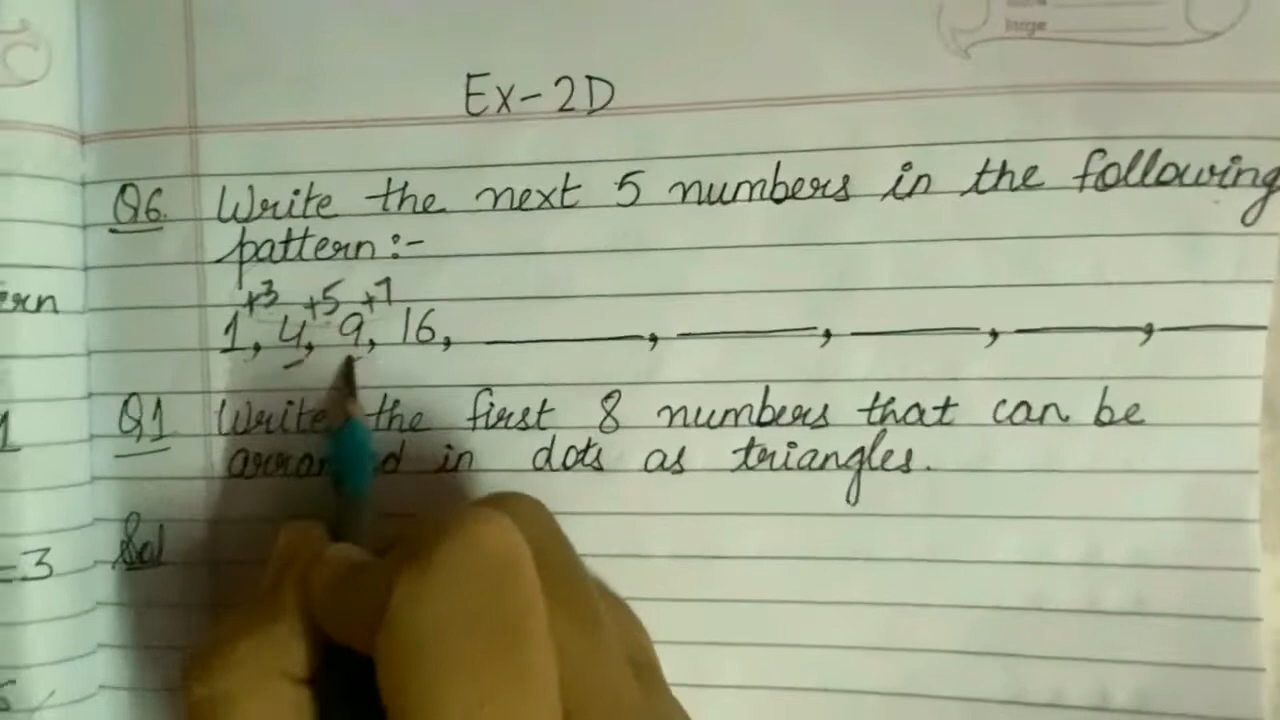 Ex-2D
Q6. Write the next 5 numbers in the following
pattern:-
+3 +5 +7
1, 4, 9, 16, ______, ______, ______, ______, ______
Q1 Write the first 8 numbers that can be
in dots as triangles.
Sol
=3